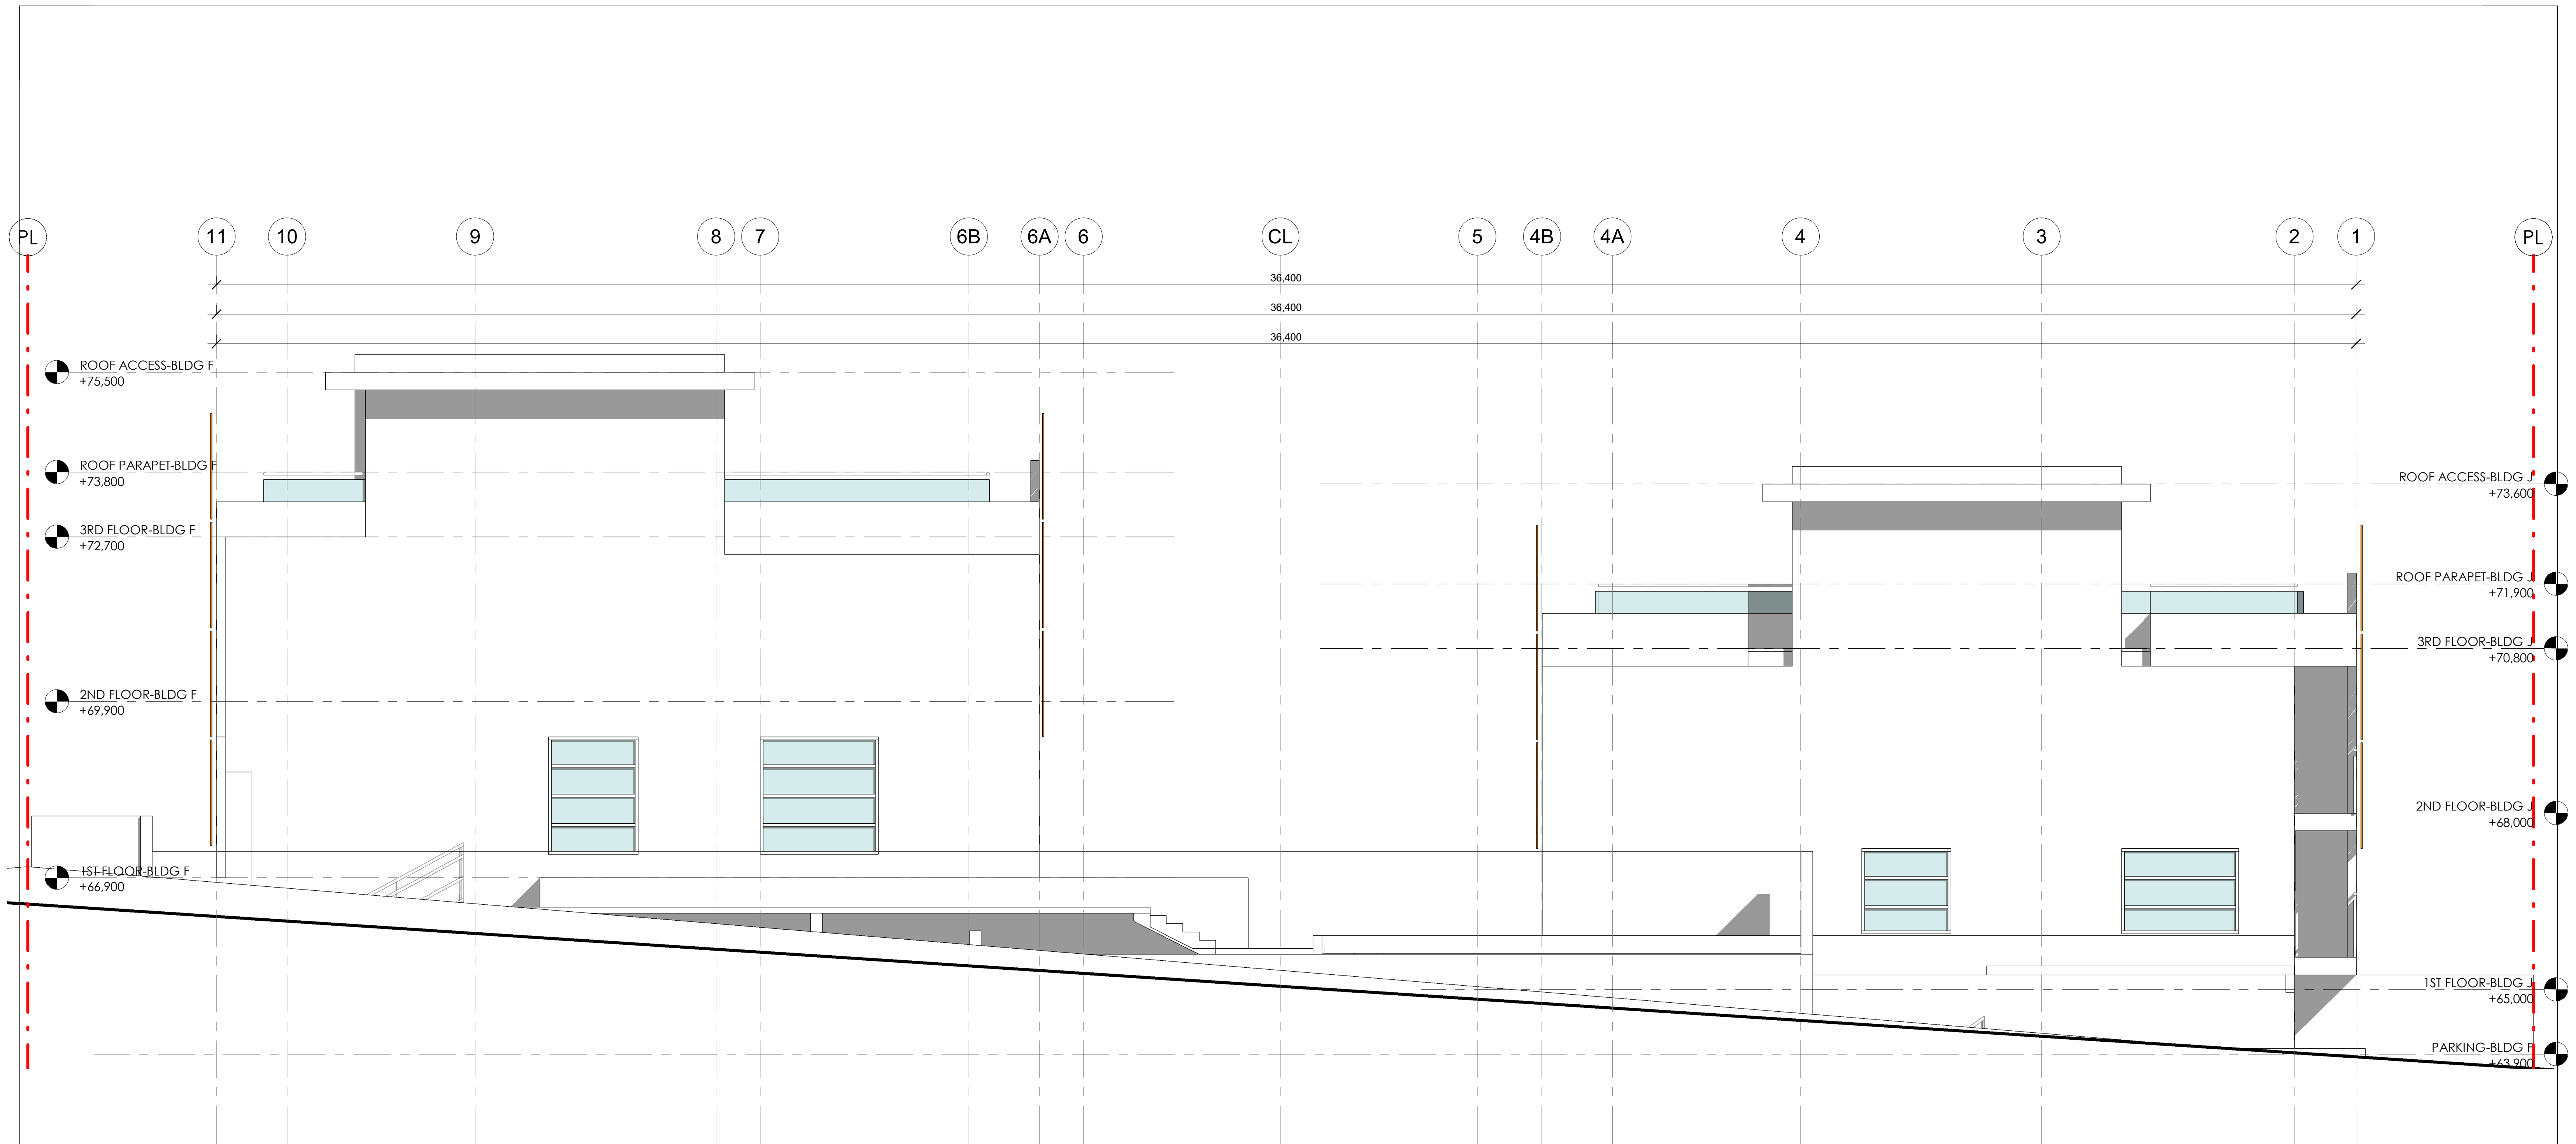 PL 11 10 9 8 7 6B 6A 6 CL 5 4B 4A 4 3 2 1 PL
36,400
36,400
36,400
ROOF ACCESS-BLDG F
+75,500
ROOF PARAPET-BLDG F
+73,800
3RD FLOOR-BLDG F
+72,700
2ND FLOOR-BLDG F
+69,900
1ST FLOOR-BLDG F
+66,900
ROOF ACCESS-BLDG J
+73,600
ROOF PARAPET-BLDG J
+71,900
3RD FLOOR-BLDG J
+70,800
2ND FLOOR-BLDG J
+68,000
1ST FLOOR-BLDG J
+65,000
PARKING-BLDG F
+63,900